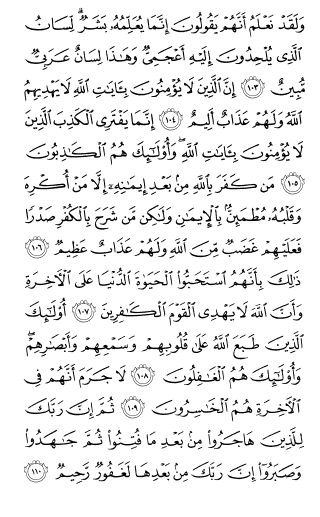 وَلَقَدْ نَعْلَمُ أَنَّهُمْ يَقُولُونَ إِنَّمَا يُعَلِّمُهُۥ بَشَرٌ ۗ لِّسَانُ
ٱلَّذِى يُلْحِدُونَ إِلَيْهِ أَعْجَمِىٌّ وَهَٰذَا لِسَانٌ عَرَبِىٌّ
مُّبِينٌ ﴿١٠٣﴾ إِنَّ ٱلَّذِينَ لَا يُؤْمِنُونَ بِـَٔايَٰتِ ٱللَّهِ لَا يَهْدِيهِمُ
ٱللَّهُ وَلَهُمْ عَذَابٌ أَلِيمٌ ﴿١٠٤﴾ إِنَّمَا يَفْتَرِى ٱلْكَذِبَ ٱلَّذِينَ
لَا يُؤْمِنُونَ بِـَٔايَٰتِ ٱللَّهِ ۖ وَأُو۟لَٰٓئِكَ هُمُ ٱلْكَٰذِبُونَ
﴿١٠٥﴾ مَن كَفَرَ بِٱللَّهِ مِنۢ بَعْدِ إِيمَٰنِهِۦٓ إِلَّا مَنْ أُكْرِهَ
وَقَلْبُهُۥ مُطْمَئِنٌّۢ بِٱلْإِيمَٰنِ وَلَٰكِن مَّن شَرَحَ بِٱلْكُفْرِ صَدْرًا
فَعَلَيْهِمْ غَضَبٌ مِّنَ ٱللَّهِ وَلَهُمْ عَذَابٌ عَظِيمٌ ﴿١٠٦﴾
ذَٰلِكَ بِأَنَّهُمُ ٱسْتَحَبُّوا۟ ٱلْحَيَوٰةَ ٱلدُّنْيَا عَلَى ٱلْءَاخِرَةِ
وَأَنَّ ٱللَّهَ لَا يَهْدِى ٱلْقَوْمَ ٱلْكَٰفِرِينَ ﴿١٠٧﴾ أُو۟لَٰٓئِكَ
ٱلَّذِينَ طَبَعَ ٱللَّهُ عَلَىٰ قُلُوبِهِمْ وَسَمْعِهِمْ وَأَبْصَٰرِهِمْ ۖ
وَأُو۟لَٰٓئِكَ هُمُ ٱلْغَٰفِلُونَ ﴿١٠٨﴾ لَا جَرَمَ أَنَّهُمْ فِى
ٱلْءَاخِرَةِ هُمُ ٱلْخَٰسِرُونَ ﴿١٠٩﴾ ثُمَّ إِنَّ رَبَّكَ
لِلَّذِينَ هَاجَرُوا۟ مِنۢ بَعْدِ مَا فُتِنُوا۟ ثُمَّ جَٰهَدُوا۟
وَصَبَرُوٓا۟ إِنَّ رَبَّكَ مِنۢ بَعْدِهَا لَغَفُورٌ رَّحِيمٌ ﴿١١٠﴾